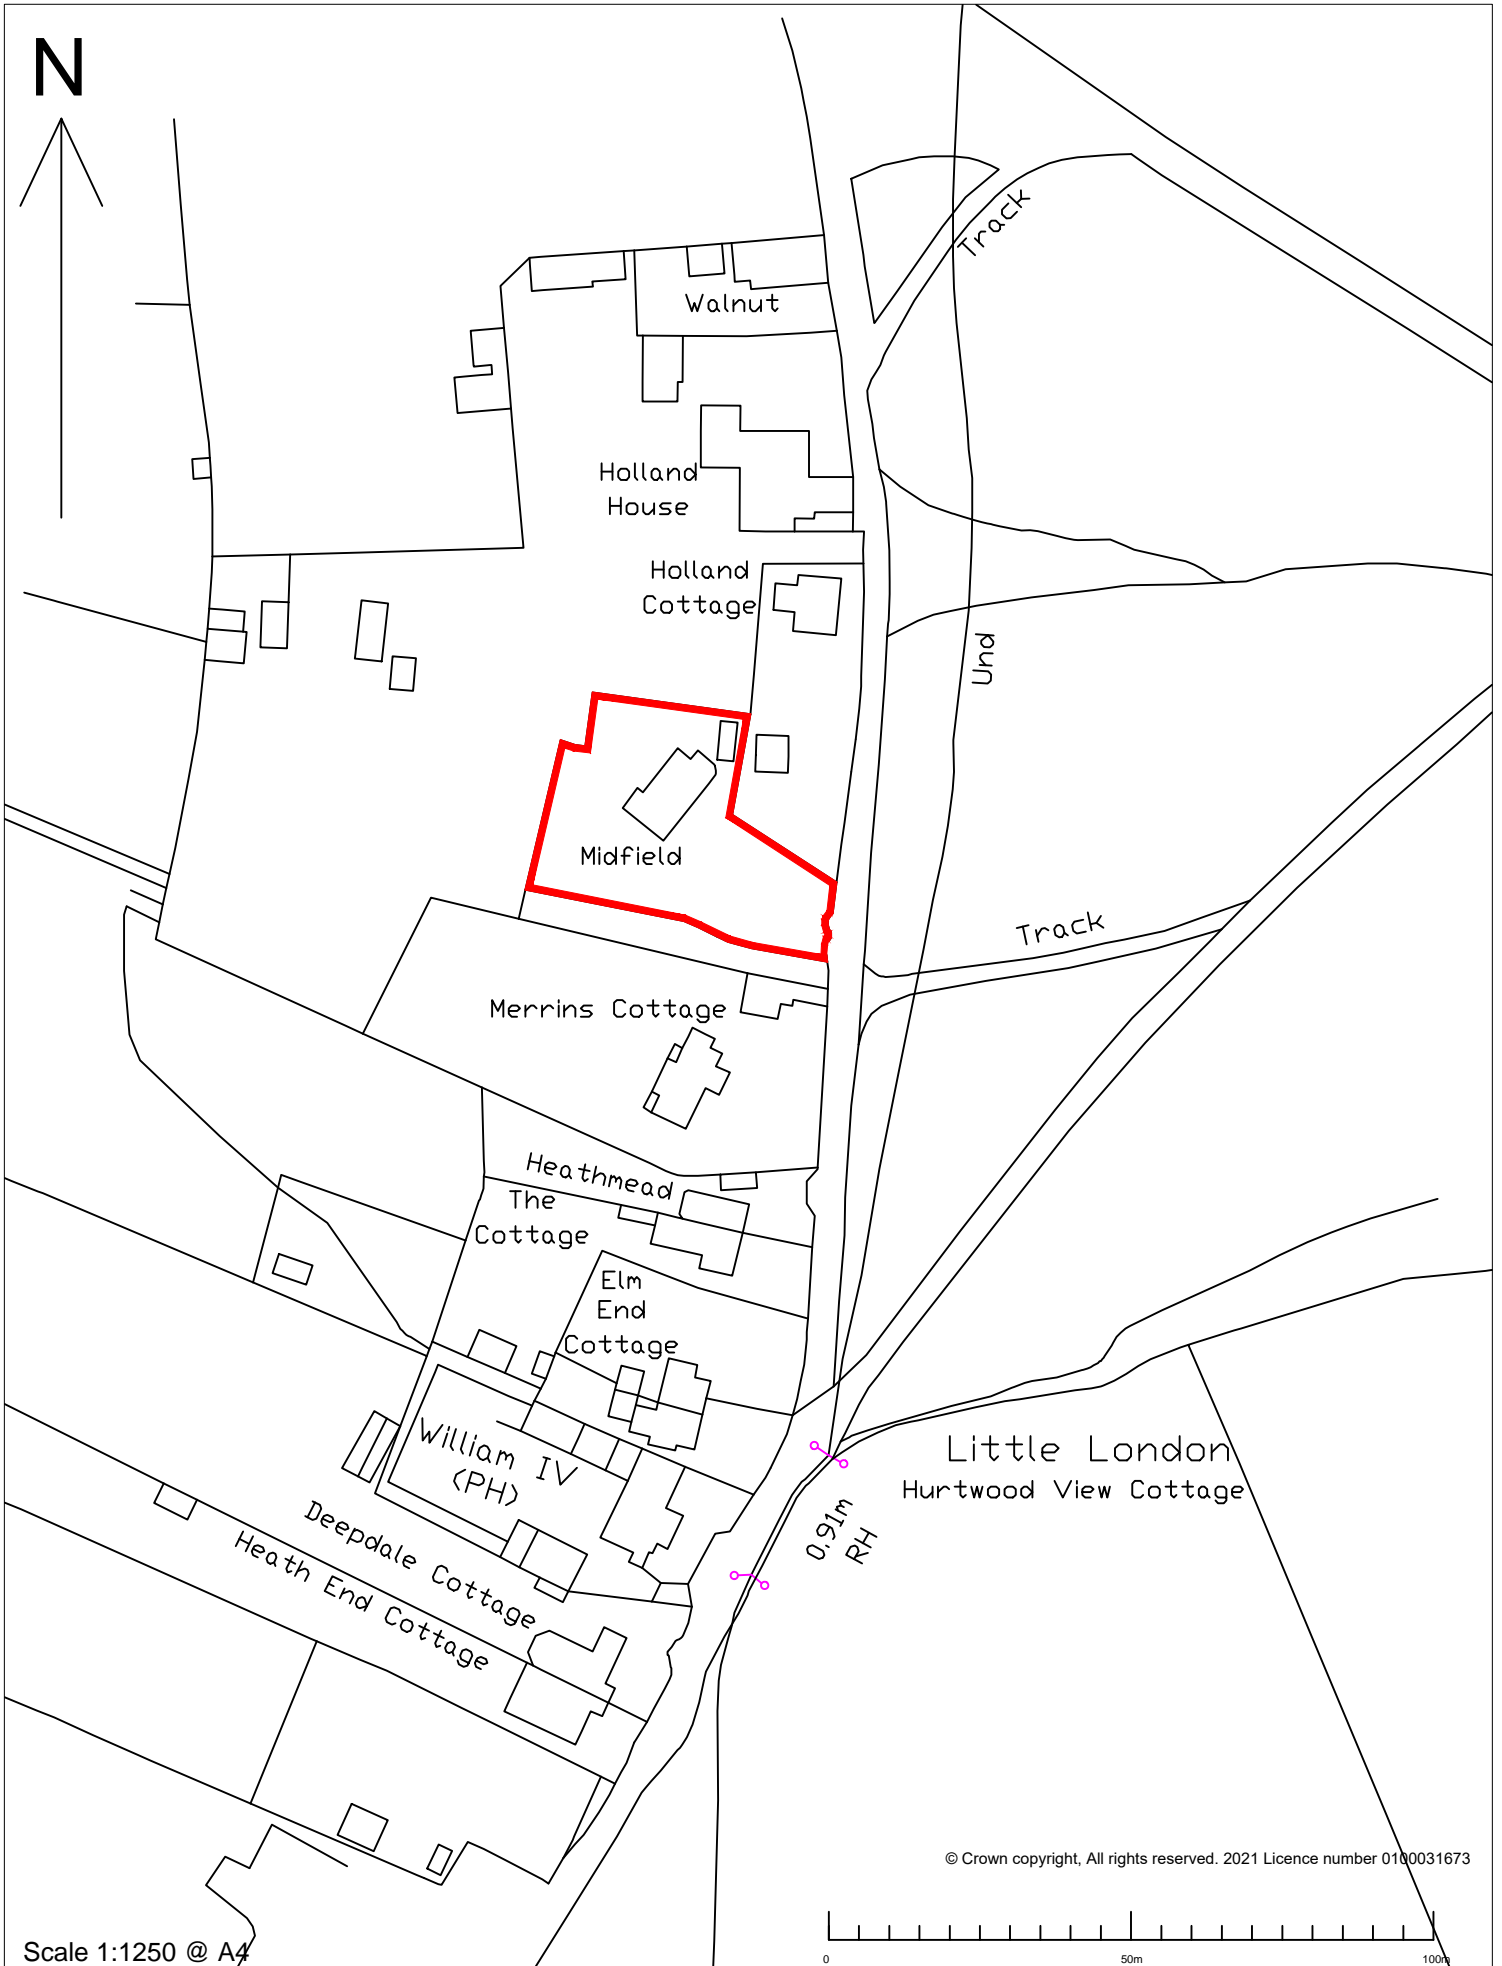 N
Track
Walnut
Holland
House
Holland
Cottage
Und
Midfield
Track
Merrins Cottage
Heathmead
The
Cottage
Elm
End
Cottage
William IV
(PH)
Little London
Hurtwood View Cottage
0.91m
RH
Deepdale Cottage
Heath End Cottage
© Crown copyright, All rights reserved. 2021 Licence number 0100031673
Scale 1:1250 @ A4
0
50m
100m